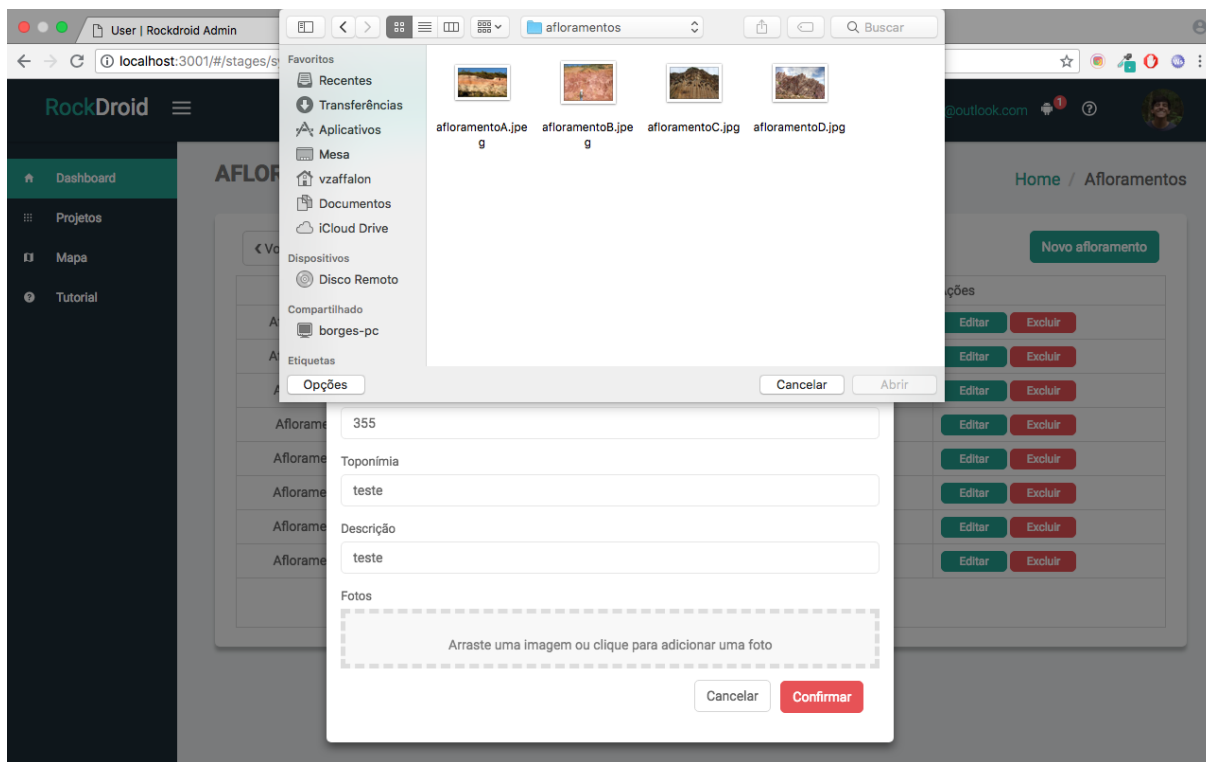 User | Rockdroid Admin
afloramentos
Buscar
localhost:3001/#/stages/s
RockDroid
@outlook.com
1
Favoritos
Recentes
Transferências
Aplicativos
Mesa
vzaffalon
Documentos
iCloud Drive
Dispositivos
Disco Remoto
Compartilhado
borges-pc
Etiquetas
afloramentoA.jpe
g
afloramentoB.jpe
g
afloramentoC.jpg
afloramentoD.jpg
Opções
Cancelar
Abrir
Dashboard
Projetos
Mapa
Tutorial
AFLOR
Home / Afloramentos
Vo
Novo afloramento
ções
A
Editar Excluir
A
Editar Excluir
A
Editar Excluir
Aflorame
Editar Excluir
Aflorame
Editar Excluir
Aflorame
Editar Excluir
Aflorame
Editar Excluir
Aflorame
Editar Excluir
355
Toponímia
teste
Descrição
teste
Fotos
Arraste uma imagem ou clique para adicionar uma foto
Cancelar
Confirmar